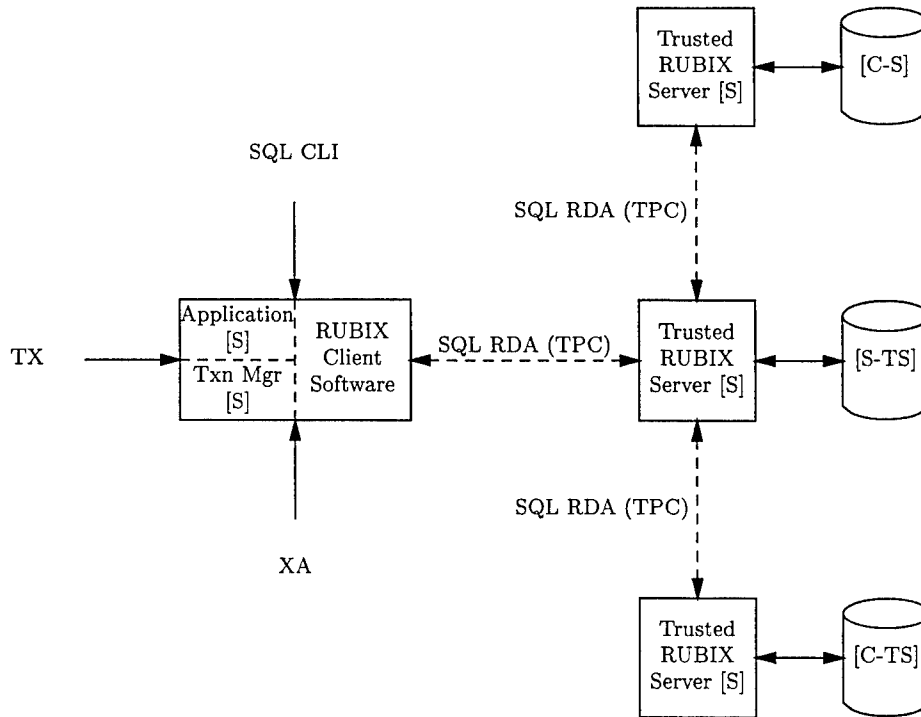 Trusted
RUBIX
Server [S]
[C-S]
SQL CLI
SQL RDA (TPC)
Application
[S]
RUBIX
Client
Software
Txn Mgr
[S]
TX
SQL RDA (TPC)
Trusted
RUBIX
Server [S]
[S-TS]
SQL RDA (TPC)
XA
Trusted
RUBIX
Server [S]
[C-TS]